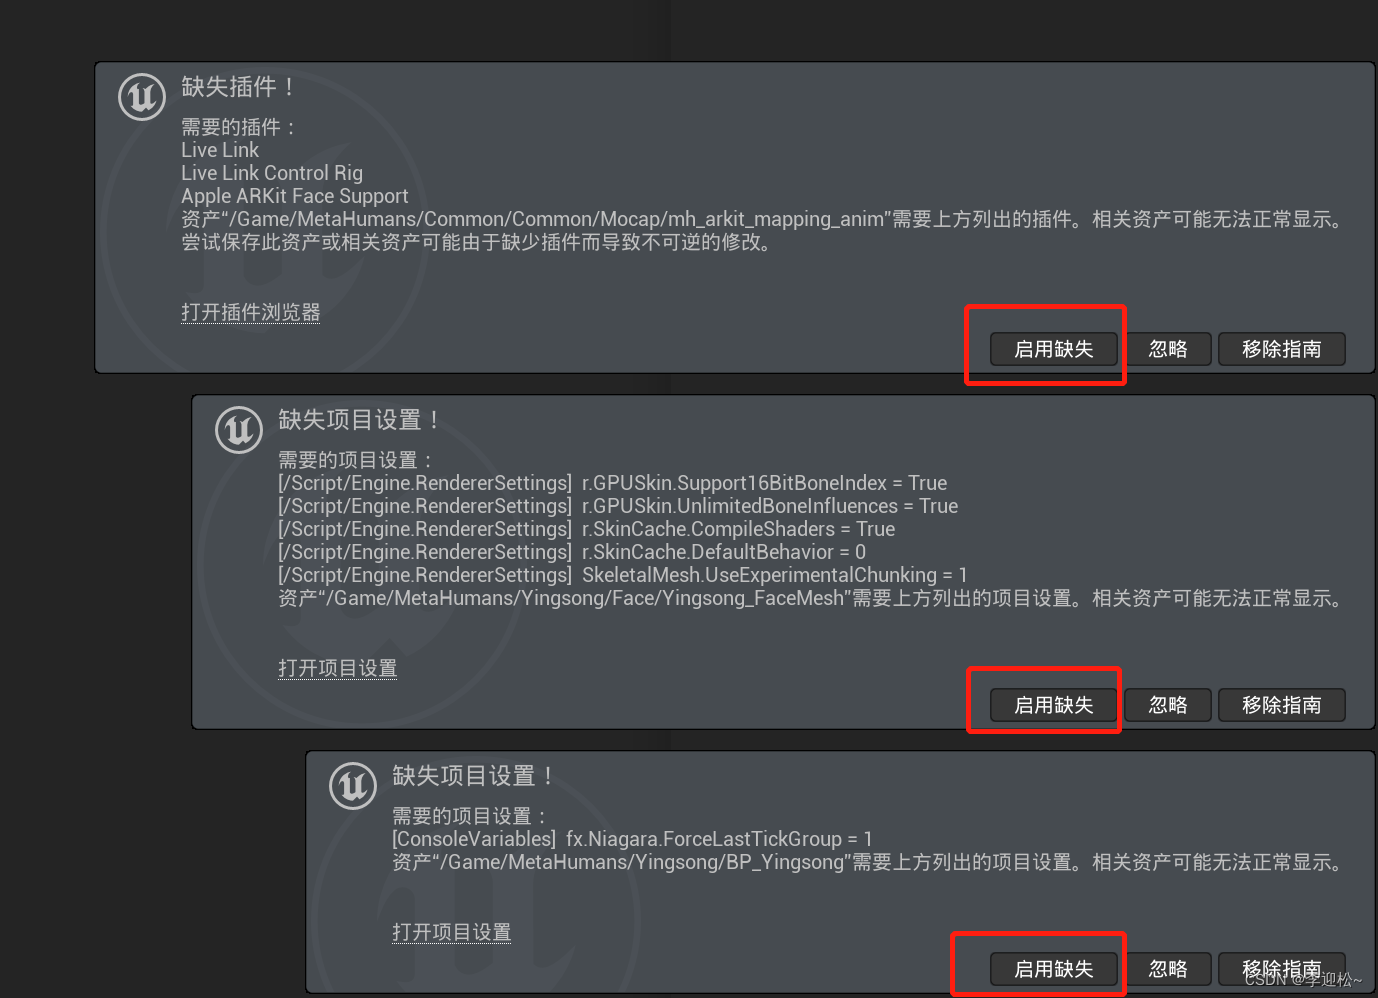 缺失插件！
需要的插件：
Live Link
Live Link Control Rig
Apple ARKit Face Support
资产“/Game/MetaHumans/Common/Common/Mocap/mh_arkit_mapping_anim”需要上方列出的插件。相关资产可能无法正常显示。
尝试保存此资产或相关资产可能由于缺少插件而导致不可逆的修改。
打开插件浏览器
启用缺失 忽略 移除指南
缺失项目设置！
需要的项目设置：
[/Script/Engine.RendererSettings] r.GPUSkin.Support16BitBoneIndex = True
[/Script/Engine.RendererSettings] r.GPUSkin.UnlimitedBoneInfluences = True
[/Script/Engine.RendererSettings] r.SkinCache.CompileShaders = True
[/Script/Engine.RendererSettings] r.SkinCache.DefaultBehavior = 0
[/Script/Engine.RendererSettings] SkeletalMesh.UseExperimentalChunking = 1
资产“/Game/MetaHumans/Yingsong/Face/Yingsong_FaceMesh”需要上方列出的项目设置。相关资产可能无法正常显示。
打开项目设置
启用缺失 忽略 移除指南
缺失项目设置！
需要的项目设置：
[ConsoleVariables] fx.Niagara.ForceLastTickGroup = 1
资产“/Game/MetaHumans/Yingsong/BP_Yingsong”需要上方列出的项目设置。相关资产可能无法正常显示。
打开项目设置
启用缺失 忽略 移除指南
CSDN @李迎松~